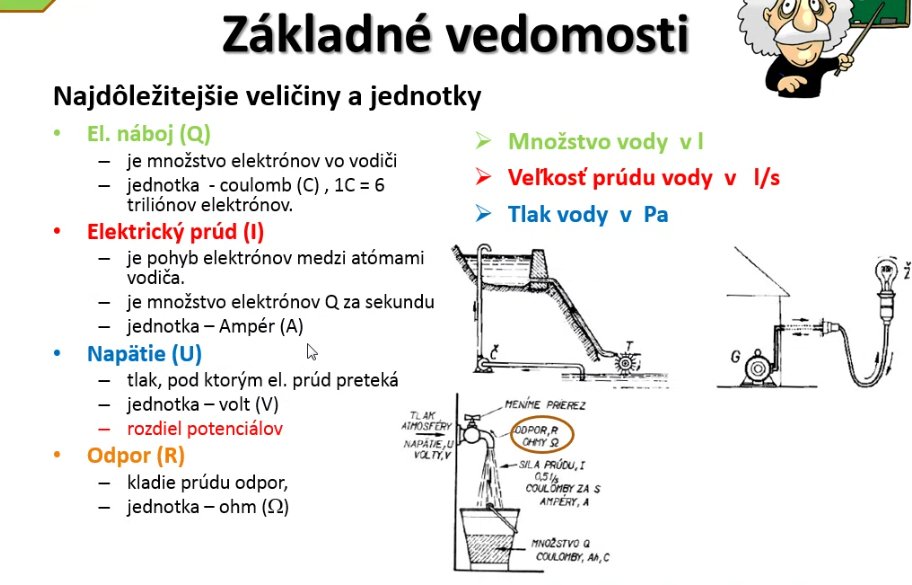 Základné vedomosti
Najdôležitejšie veličiny a jednotky
• El. náboj (Q)
– je množstvo elektrónov vo vodiči
– jednotka - coulomb (C) , 1C = 6
triliónov elektrónov.
• Elektrický prúd (I)
– je pohyb elektrónov medzi atómami
vodiča.
– je množstvo elektrónov Q za sekundu
– jednotka – Ampér (A)
• Napätie (U)
– tlak, pod ktorým el. prúd preteká
– jednotka – volt (V)
– rozdiel potenciálov
• Odpor (R)
– kladie prúdu odpor,
– jednotka – ohm (Ω)
➢ Množstvo vody v l
➢ Veľkosť prúdu vody v l/s
➢ Tlak vody v Pa
Č
T
G
Ž
MENÍME PRIEREZ
TLAK
ATMOSFÉRY
NAPÄTIE, U
VOLTY, V
ODPOR, R
OHMY Ω
SILA PRÚDU, I
0,5 l/s
COULOMBY ZA S
AMPÉRY, A
MNOŽSTVO Q
COULOMBY, Ah, C